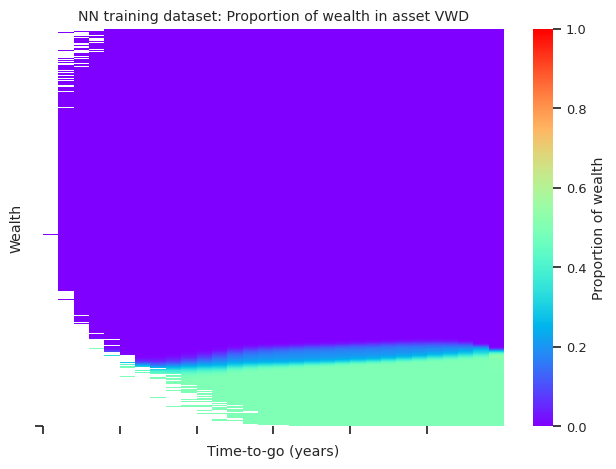 NN training dataset: Proportion of wealth in asset VWD
Wealth
Time-to-go (years)
1.0
0.8
0.6
0.4
0.2
0.0
Proportion of wealth